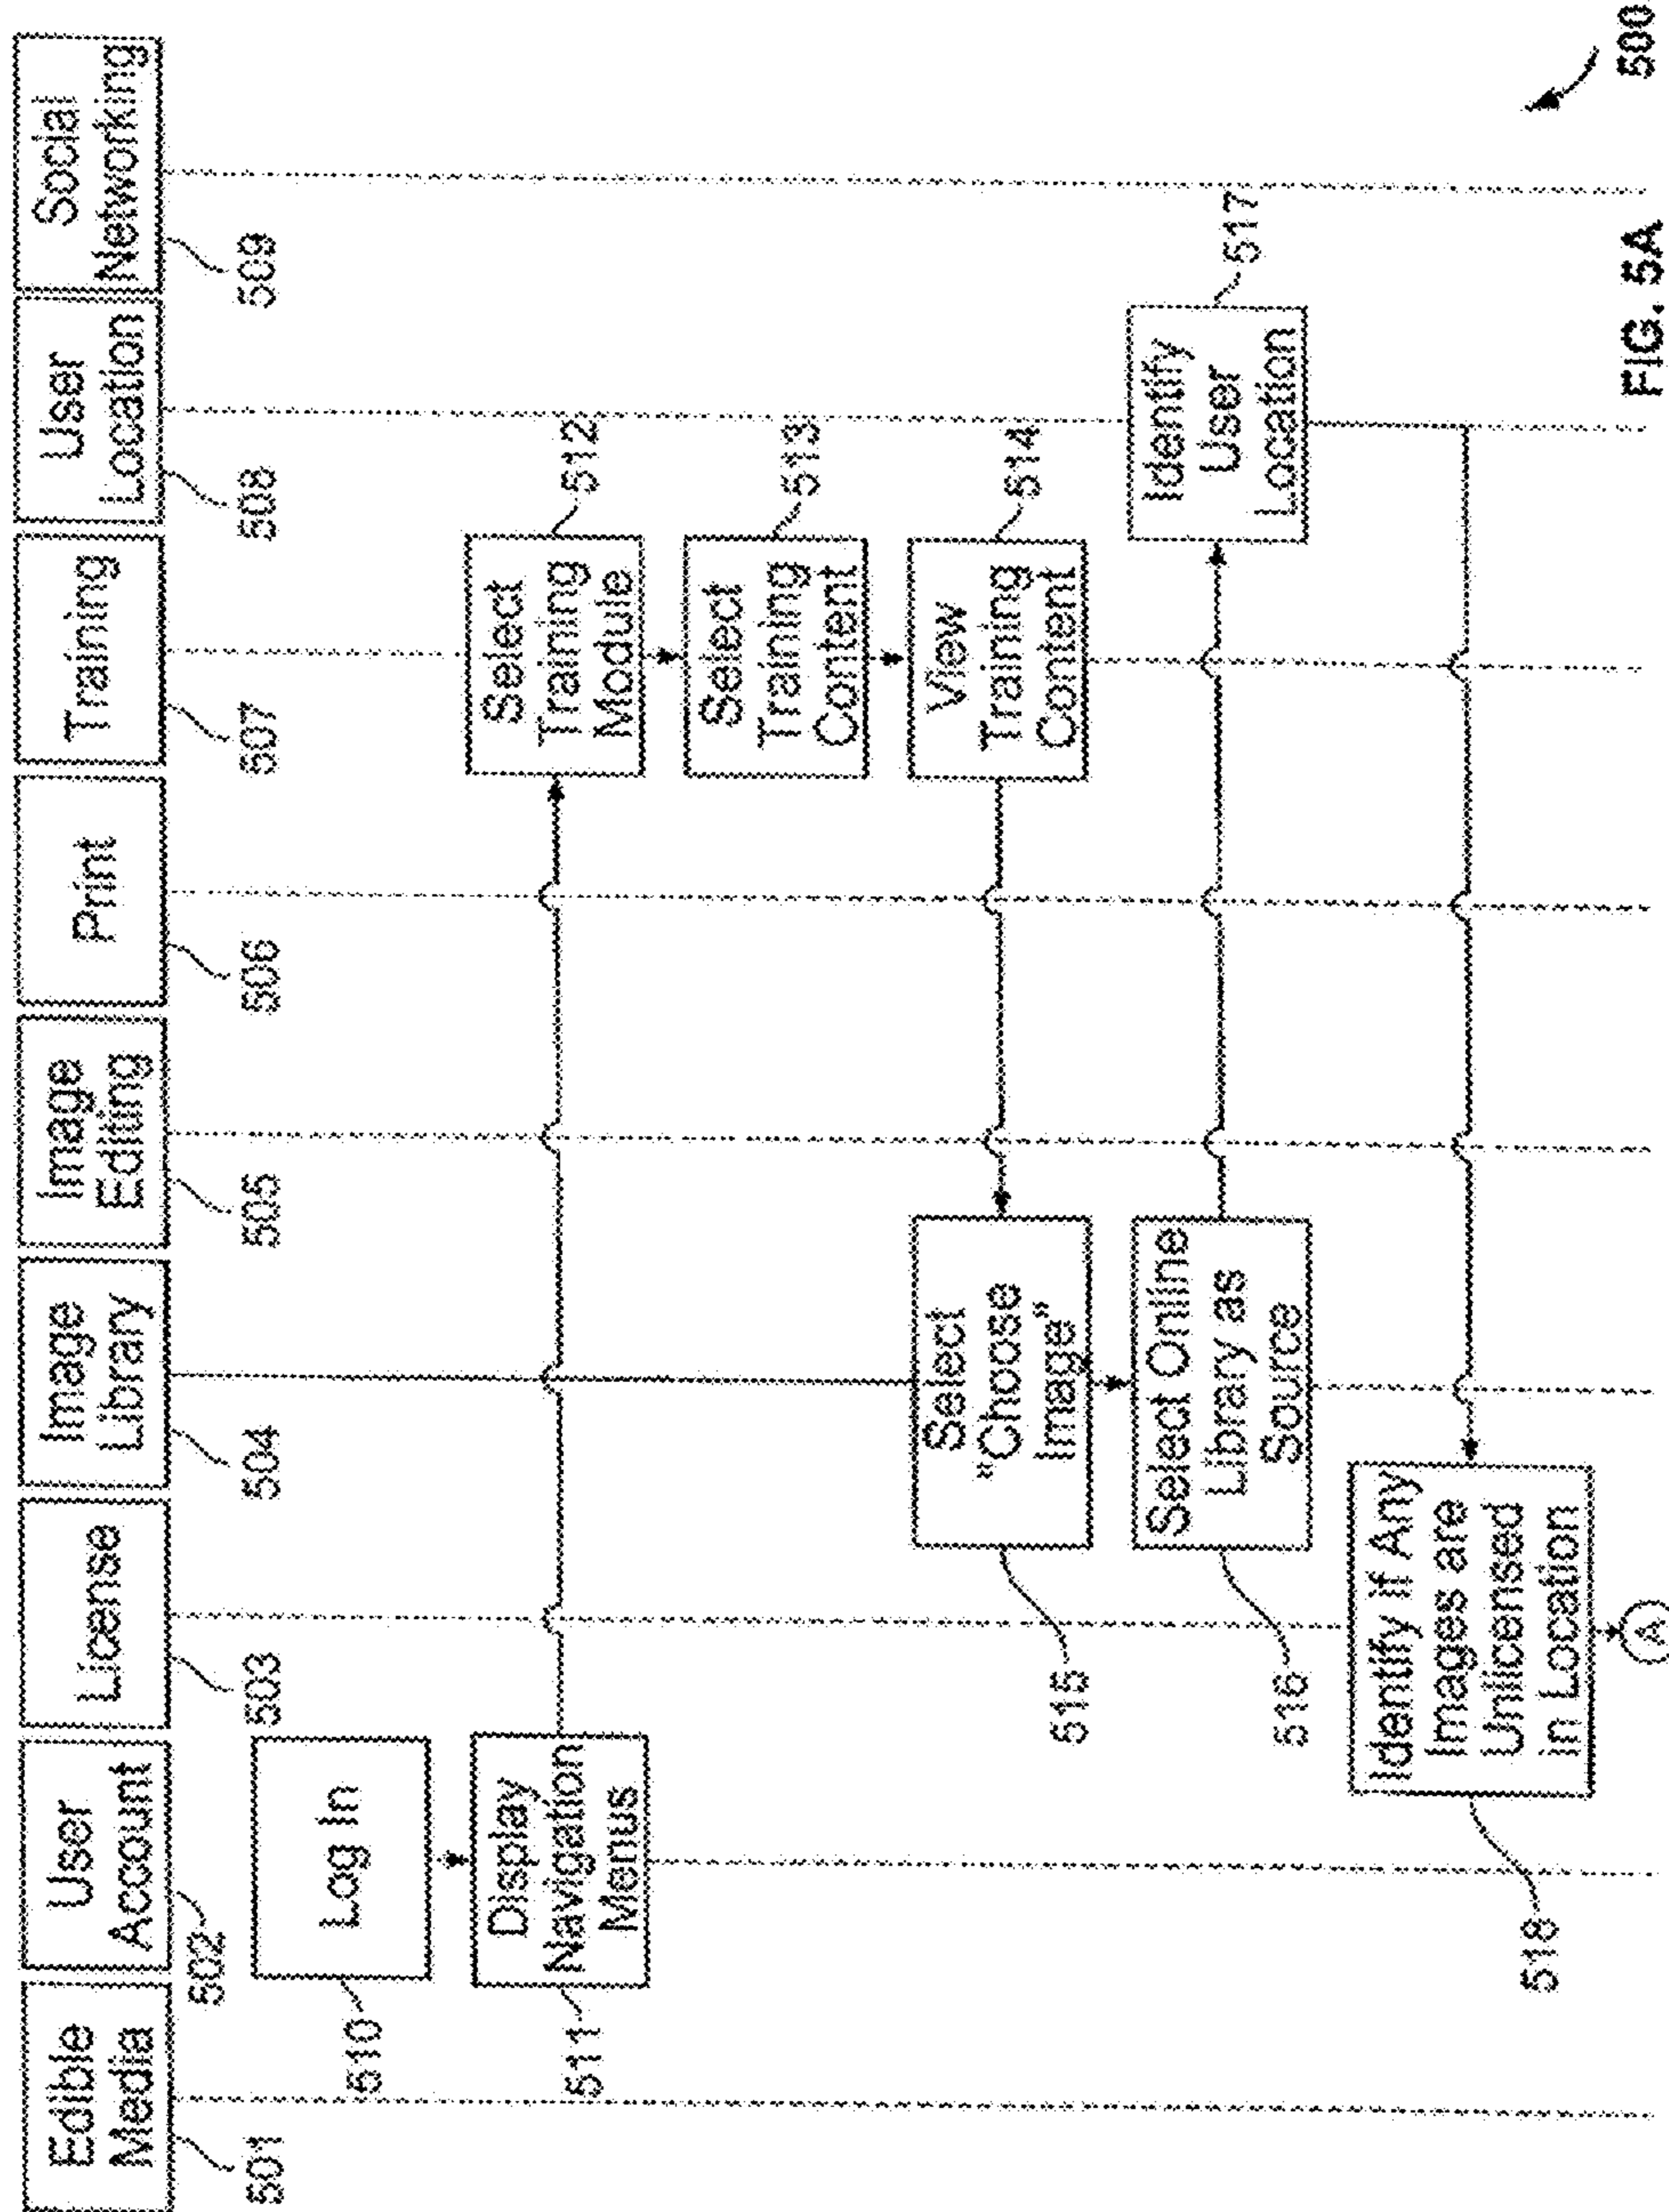 Edible
Media
User
Account
License
Image
Library
Image
Editing
Print
Training
User
Location
Social
Networking
501
502
503
504
505
506
507
508
509
Log In
510
Display
Navigation
Menus
511
Select
Training
Module
512
Select
Training
Content
513
View
Training
Content
514
Select
"Choose
Image"
515
Select Online
Library as
Source
516
Identify
User
Location
517
Identify if Any
Images are
Unlicensed
in Location
518
A
FIG. 5A
500